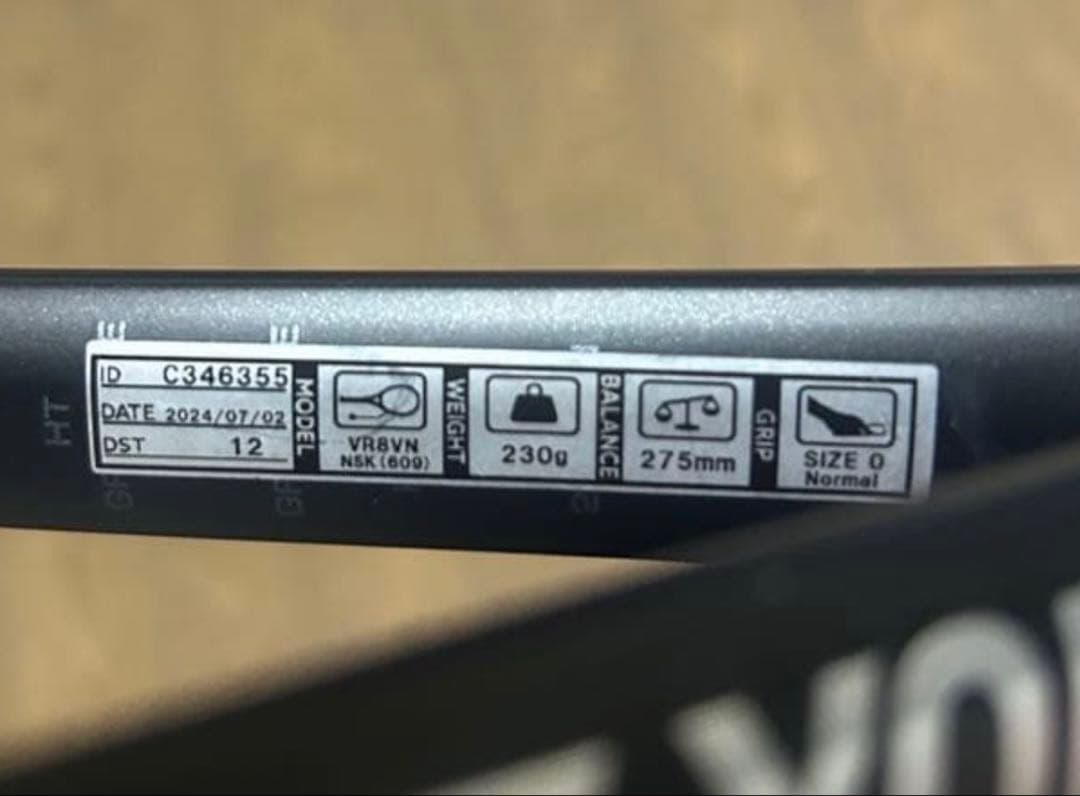 ID C346355
DATE 2024/07/02
DST 12
MODEL
VR8VN
NSK(609)
WEIGHT
230g
BALANCE
275mm
GRIP
SIZE 0
Normal
HT
YO